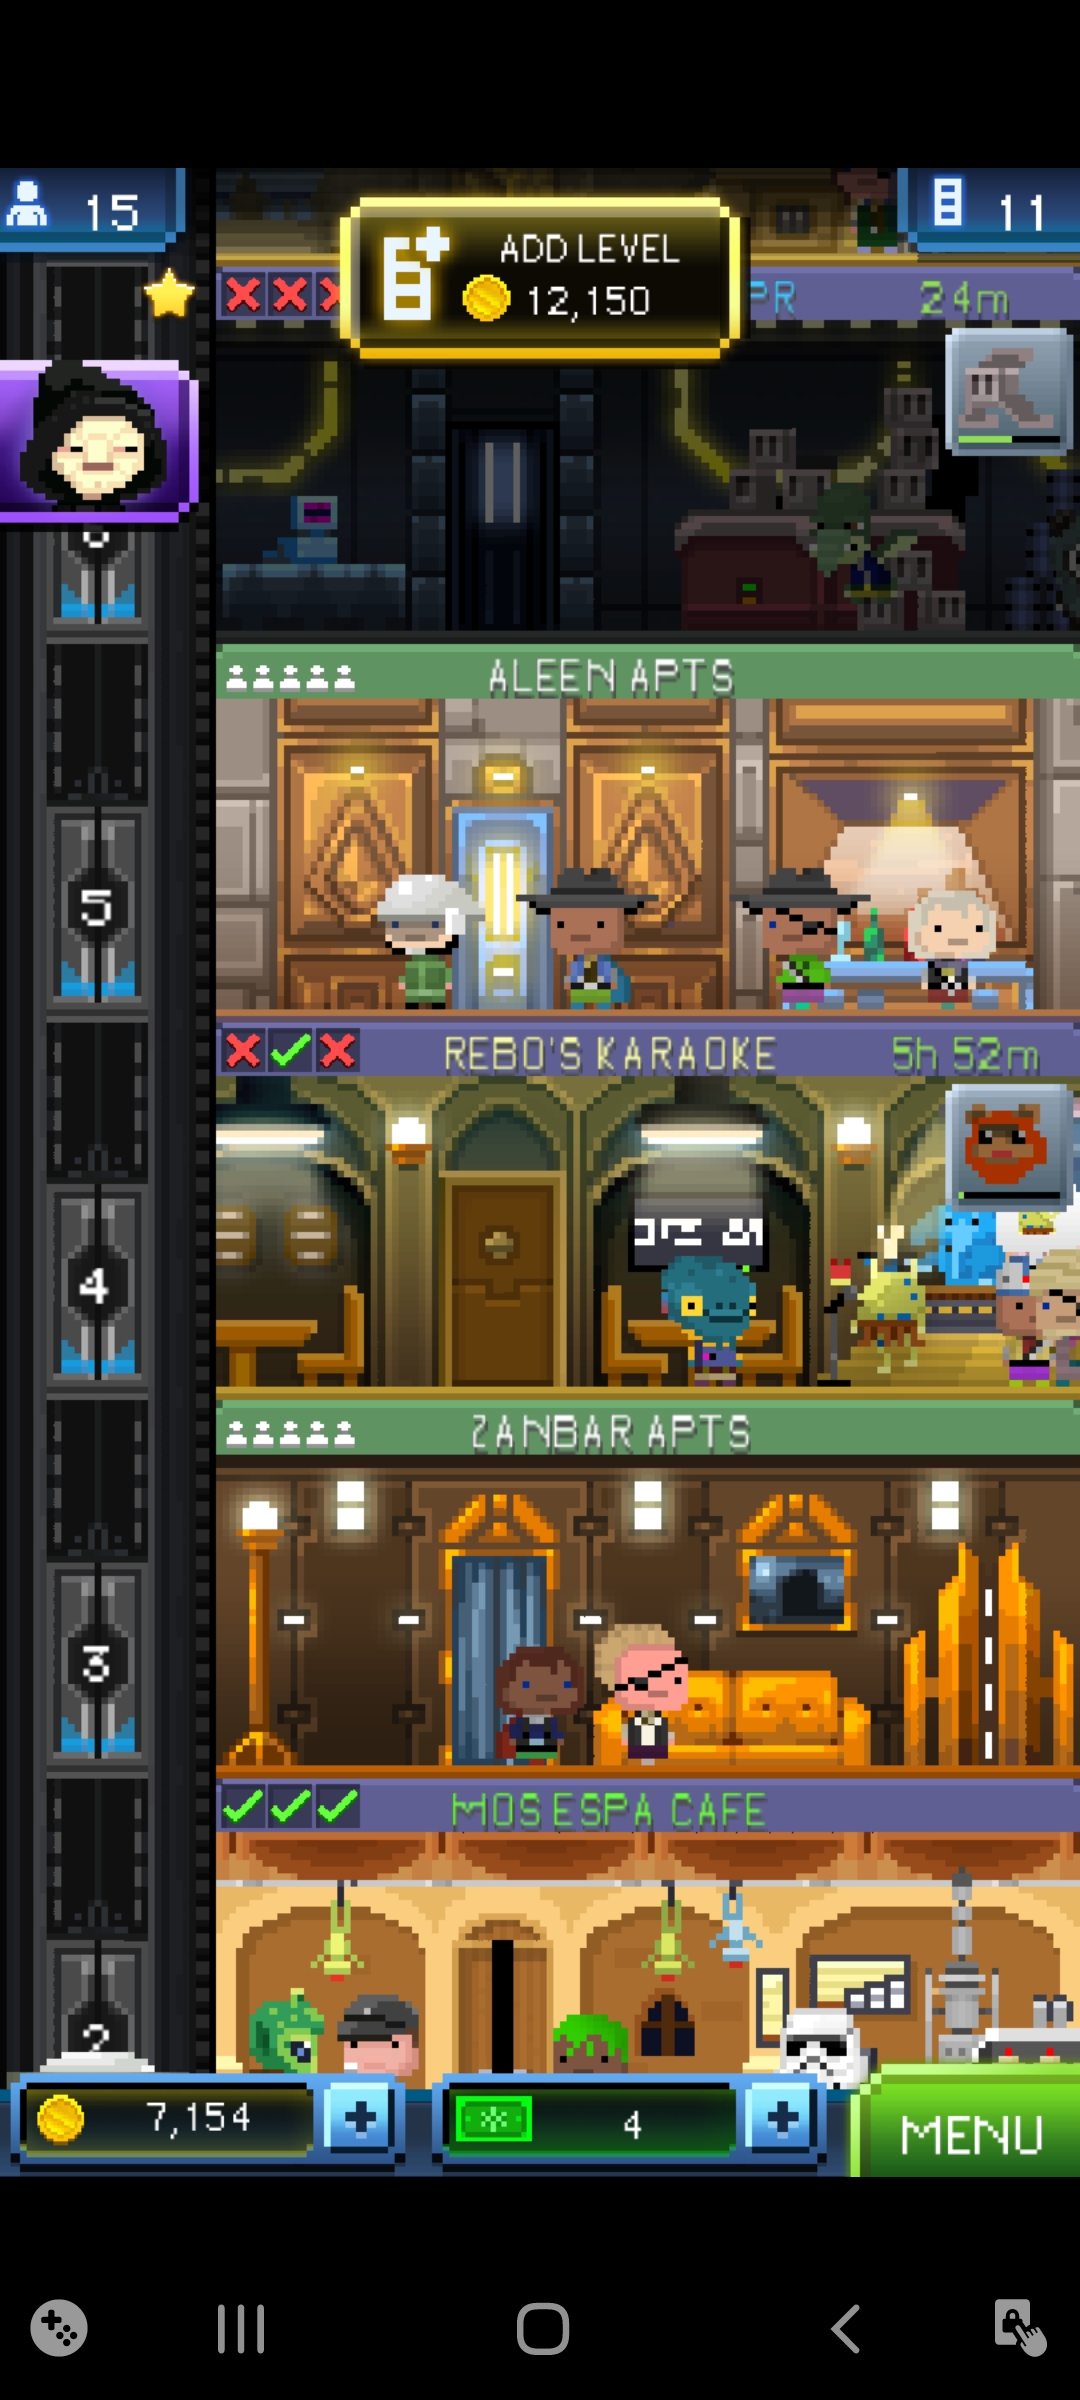 15
ADD LEVEL
12,150
11
PR
24m
ALEEN APTS
5
REBO'S KARAOKE
5h 52m
4
ZANBAR APTS
3
MOS ESPA CAFE
2
7,154
4
MENU